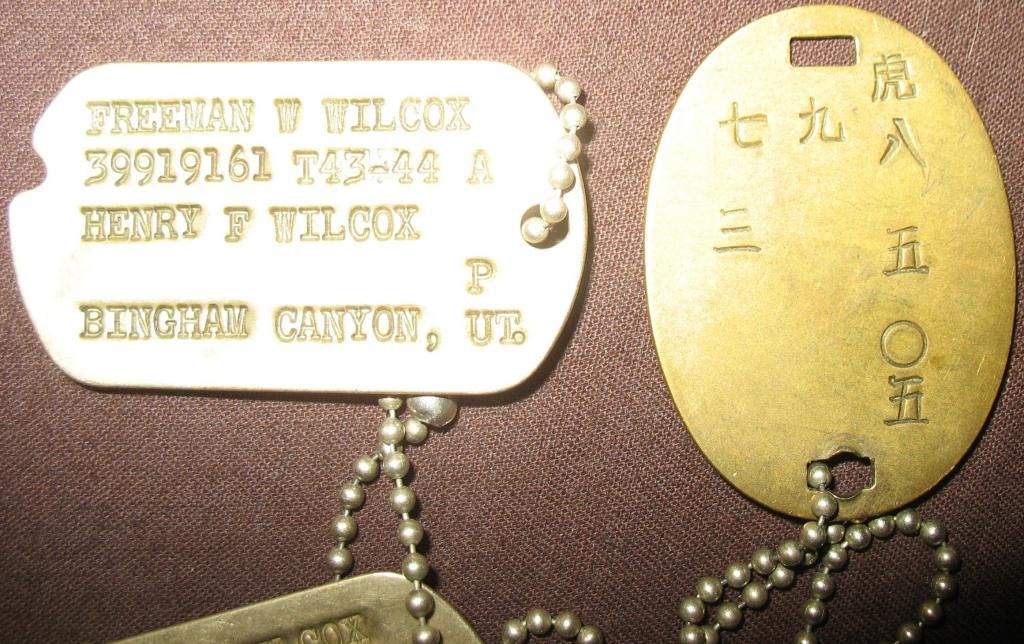 FREEMAN W WILCOX
39919161 T43-44 A
HENRY F WILCOX
P
BINGHAM CANYON, UT.
虎八五〇五
九
七三